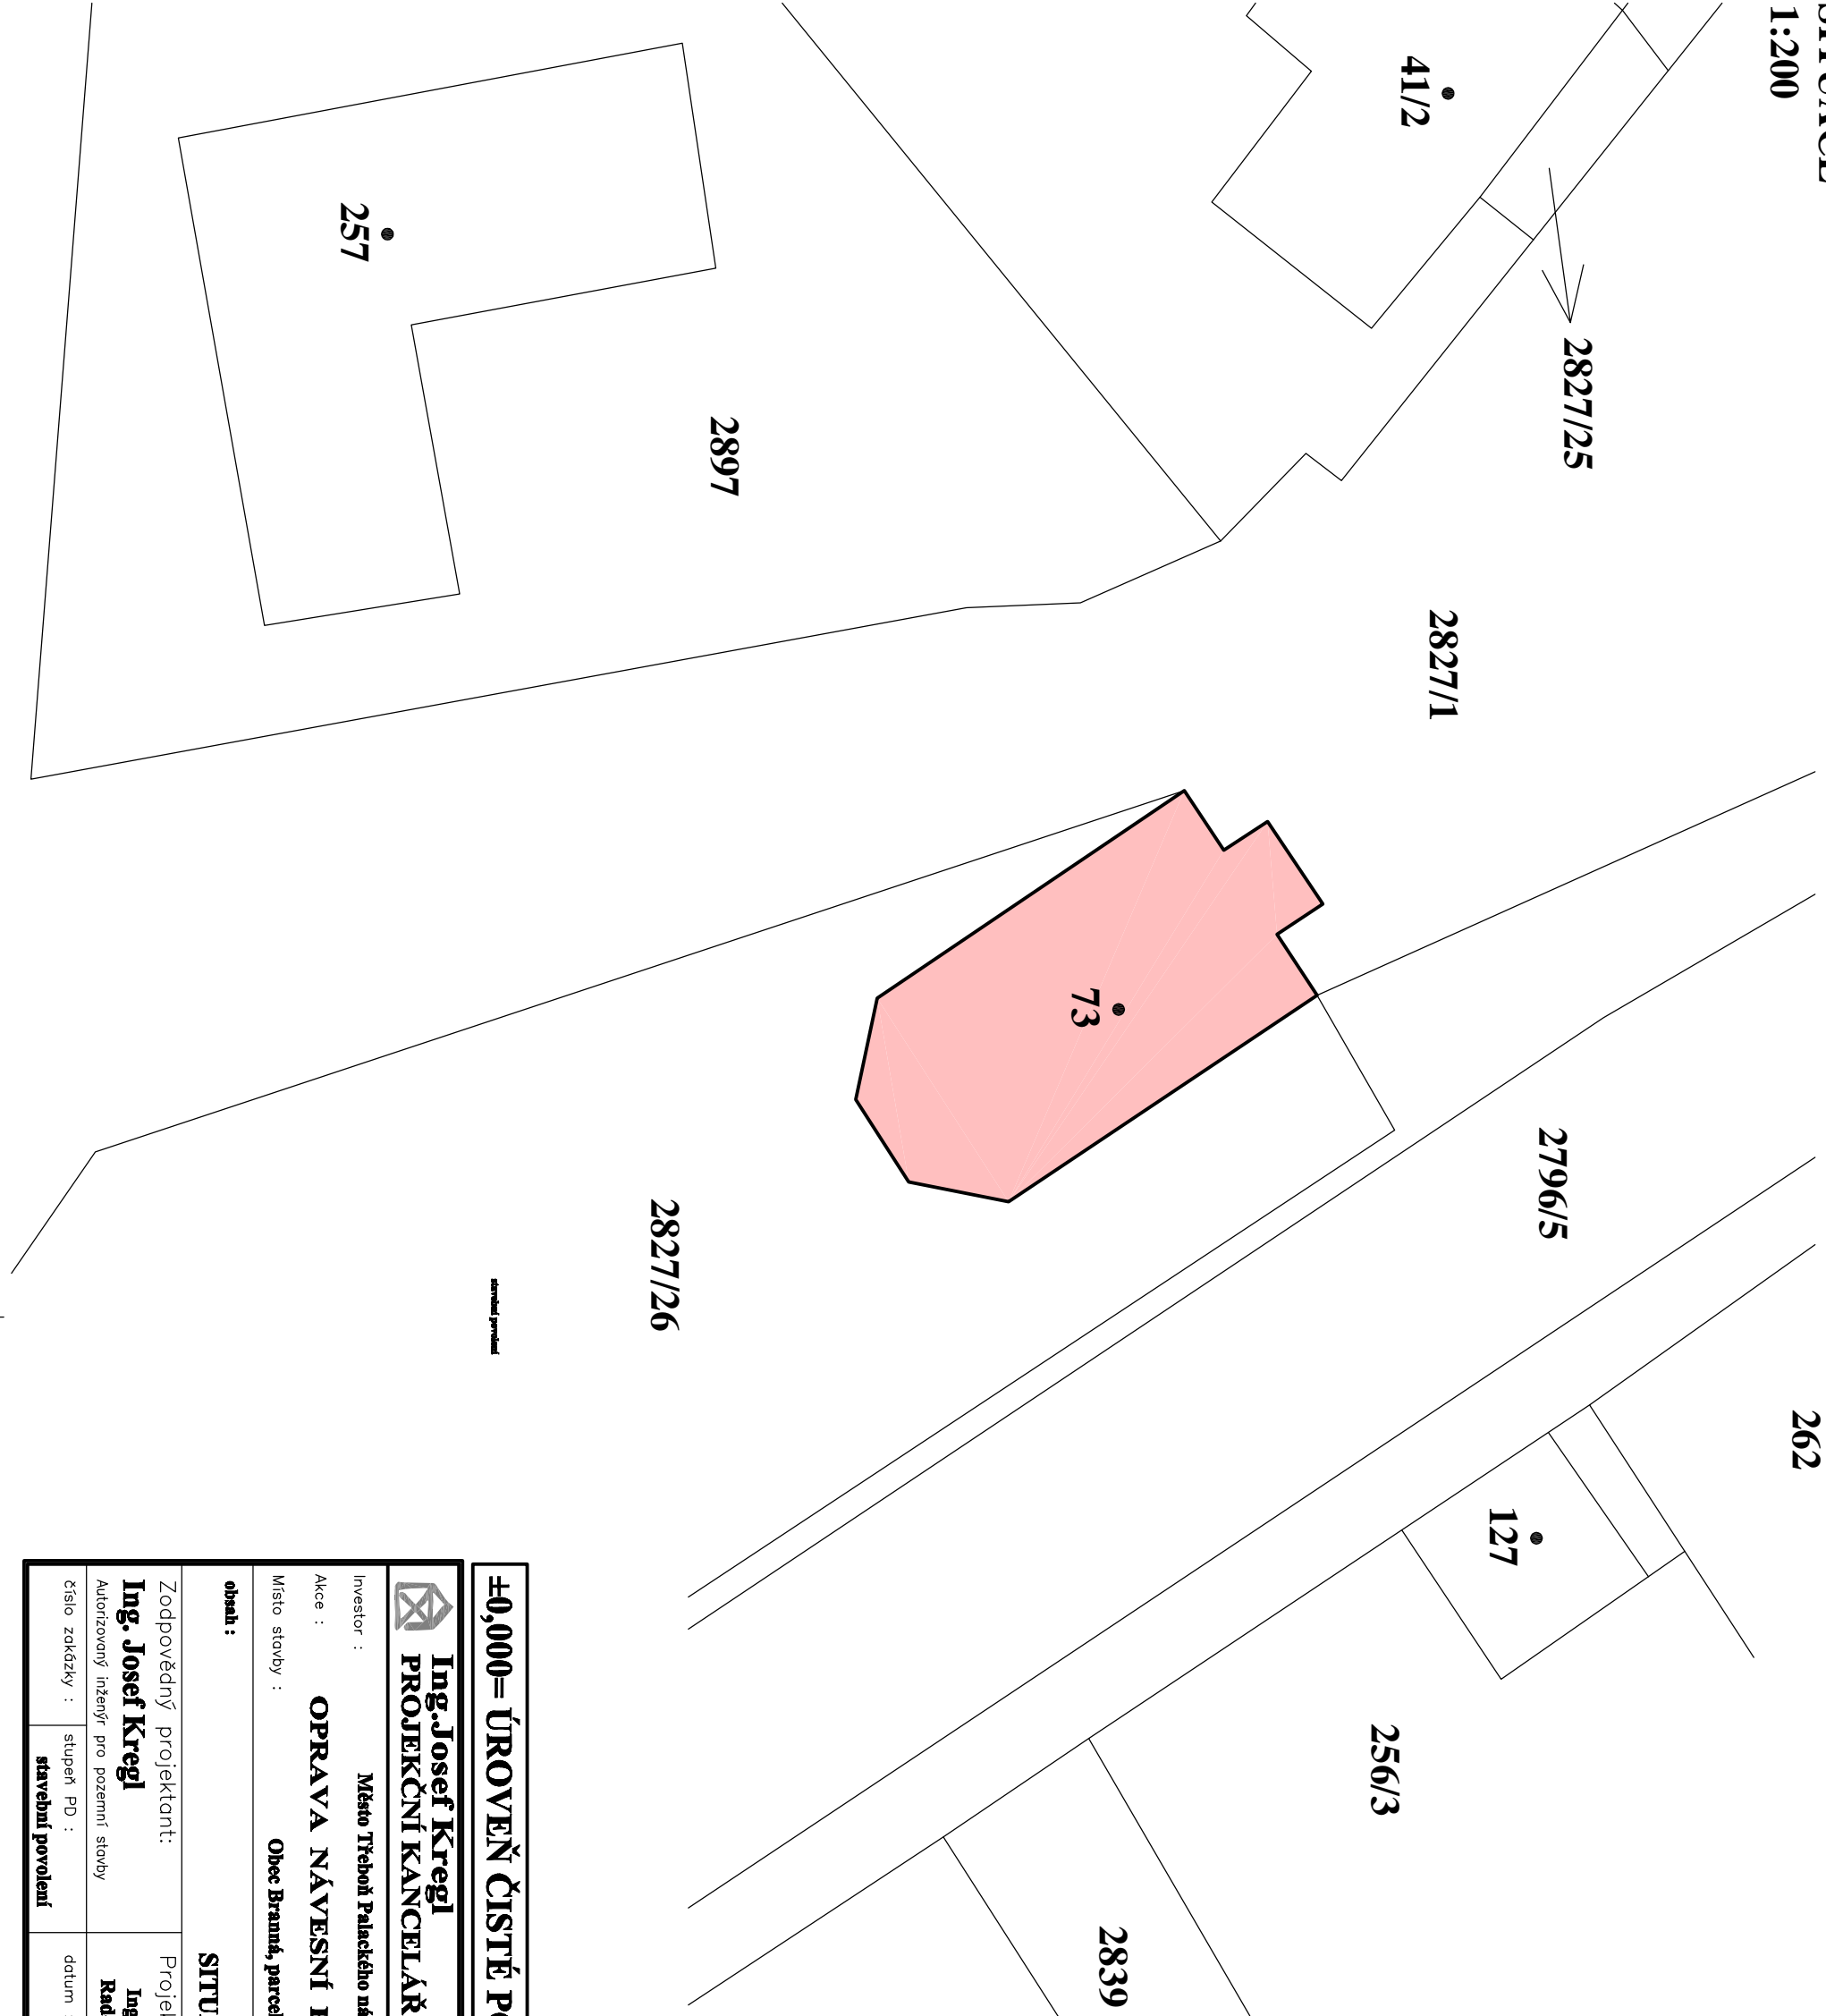 1:200
41/2
2827/25
257
2897
2827/1
73
2796/5
2827/26
262
127
256/3
2839
stavební povolení
±0,000= ÚROVEŇ ČISTÉ
Ing.Josef Kregl
PROJEKČNÍ KANCELÁŘ
Investor :
Město Třeboň Palackého
Akce :
OPRAVA NÁVESNÍ
Místo stavby :
Obec Branná,
obsah :
Zodpovědný projektant:
Ing. Josef Kregl
Autorizovaný inženýr pro pozemní stavby
číslo zakázky :
stupeň PD :
stavební povolení
datum :